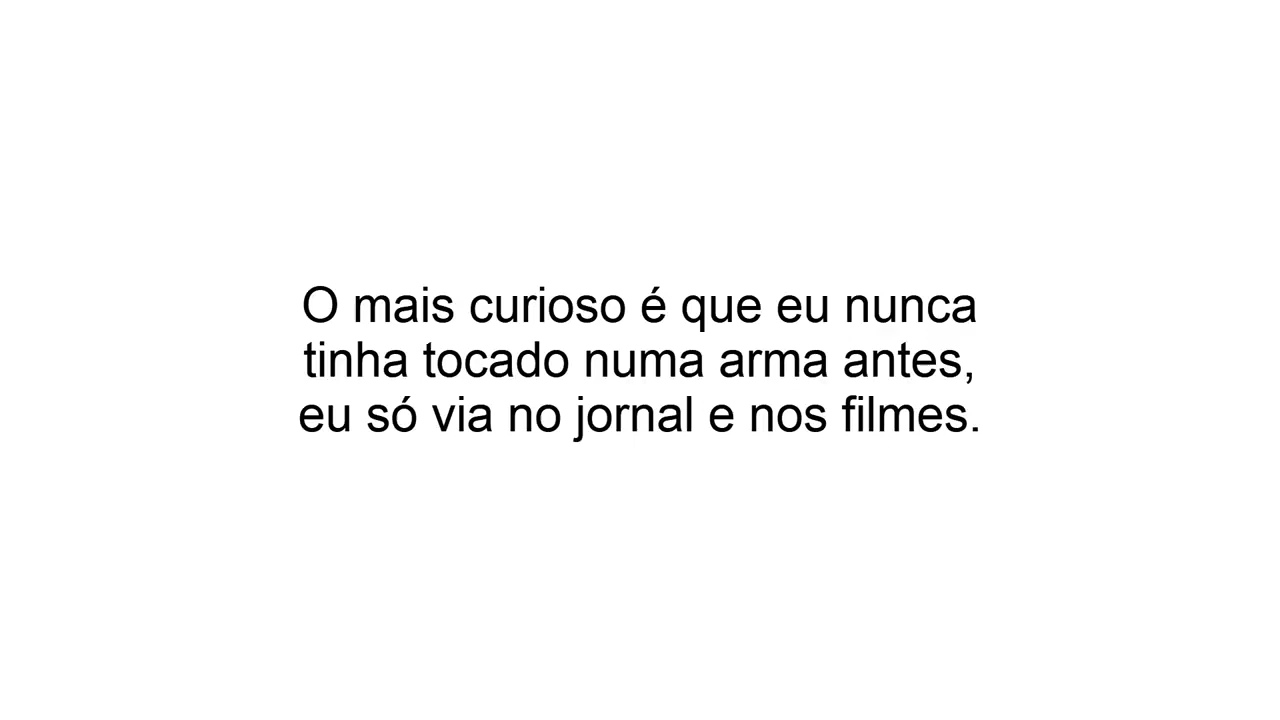 O mais curioso é que eu nunca
tinha tocado numa arma antes,
eu só via no jornal e nos filmes.